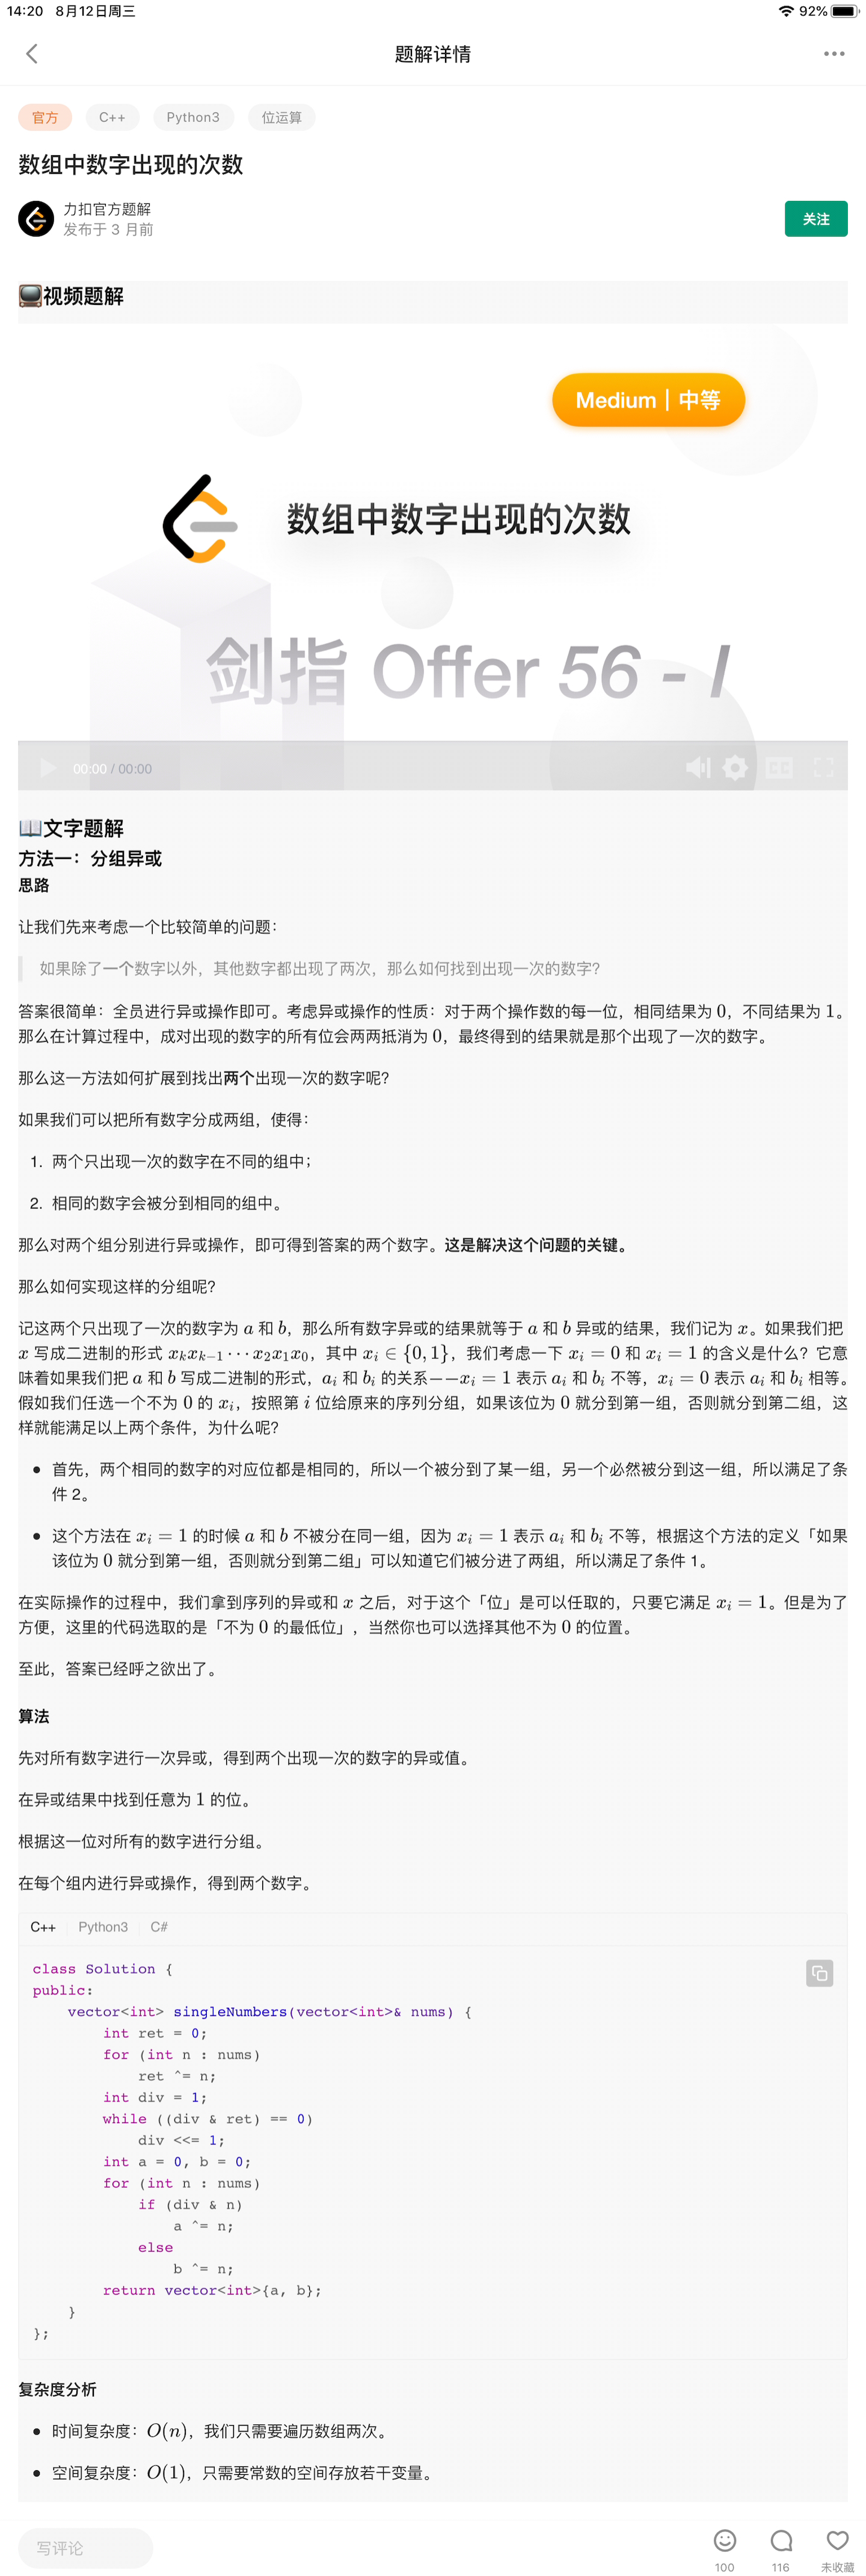 14:20 8月12日周三
92%
题解详情
官方 C++ Python3 位运算
数组中数字出现的次数
力扣官方题解
发布于 3 月前
关注
📺视频题解
Medium | 中等
数组中数字出现的次数
剑指 Offer 56 - I
00:00 / 00:00
CC
📖文字题解
方法一：分组异或
思路
让我们先来考虑一个比较简单的问题：
如果除了一个数字以外，其他数字都出现了两次，那么如何找到出现一次的数字？
答案很简单：全员进行异或操作即可。考虑异或操作的性质：对于两个操作数的每一位，相同结果为 0，不同结果为 1。
那么在计算过程中，成对出现的数字的所有位会两两抵消为 0，最终得到的结果就是那个出现了一次的数字。
那么这一方法如何扩展到找出两个出现一次的数字呢？
如果我们可以把所有数字分成两组，使得：
1. 两个只出现一次的数字在不同的组中；
2. 相同的数字会被分到相同的组中。
那么对两个组分别进行异或操作，即可得到答案的两个数字。这是解决这个问题的关键。
那么如何实现这样的分组呢？
记这两个只出现了一次的数字为 a 和 b，那么所有数字异或的结果就等于 a 和 b 异或的结果，我们记为 x。如果我们把
x 写成二进制的形式 xₖxₖ₋₁⋯x₂x₁x₀，其中 xᵢ ∈ {0, 1}，我们考虑一下 xᵢ = 0 和 xᵢ = 1 的含义是什么？它意
味着如果我们把 a 和 b 写成二进制的形式，aᵢ 和 bᵢ 的关系——xᵢ = 1 表示 aᵢ 和 bᵢ 不等，xᵢ = 0 表示 aᵢ 和 bᵢ 相等。
假如我们任选一个不为 0 的 xᵢ，按照第 i 位给原来的序列分组，如果该位为 0 就分到第一组，否则就分到第二组，这
样就能满足以上两个条件，为什么呢？
• 首先，两个相同的数字的对应位都是相同的，所以一个被分到了某一组，另一个必然被分到这一组，所以满足了条
件 2。
• 这个方法在 xᵢ = 1 的时候 a 和 b 不被分在同一组，因为 xᵢ = 1 表示 aᵢ 和 bᵢ 不等，根据这个方法的定义「如果
该位为 0 就分到第一组，否则就分到第二组」可以知道它们被分进了两组，所以满足了条件 1。
在实际操作的过程中，我们拿到序列的异或和 x 之后，对于这个「位」是可以任取的，只要它满足 xᵢ = 1。但是为了
方便，这里的代码选取的是「不为 0 的最低位」，当然你也可以选择其他不为 0 的位置。
至此，答案已经呼之欲出了。
算法
先对所有数字进行一次异或，得到两个出现一次的数字的异或值。
在异或结果中找到任意为 1 的位。
根据这一位对所有的数字进行分组。
在每个组内进行异或操作，得到两个数字。
C++ Python3 C#
class Solution {
public:
    vector<int> singleNumbers(vector<int>& nums) {
        int ret = 0;
        for (int n : nums)
            ret ^= n;
        int div = 1;
        while ((div & ret) == 0)
            div <<= 1;
        int a = 0, b = 0;
        for (int n : nums)
            if (div & n)
                a ^= n;
            else
                b ^= n;
        return vector<int>{a, b};
    }
};
复杂度分析
• 时间复杂度：O(n)，我们只需要遍历数组两次。
• 空间复杂度：O(1)，只需要常数的空间存放若干变量。
写评论
100 116 未收藏